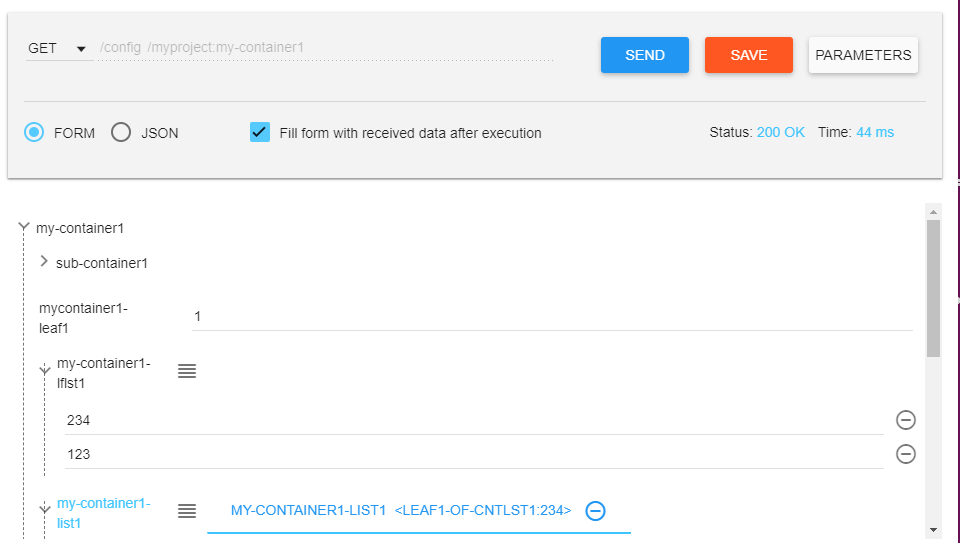 GET /config /myproject:my-container1 SEND SAVE PARAMETERS
FORM JSON Fill form with received data after execution Status: 200 OK Time: 44 ms
my-container1
sub-container1
mycontainer1-
leaf1
1
my-container1-
lflst1
234
123
my-container1-
list1
MY-CONTAINER1-LIST1 <LEAF1-OF-CNTLST1:234>